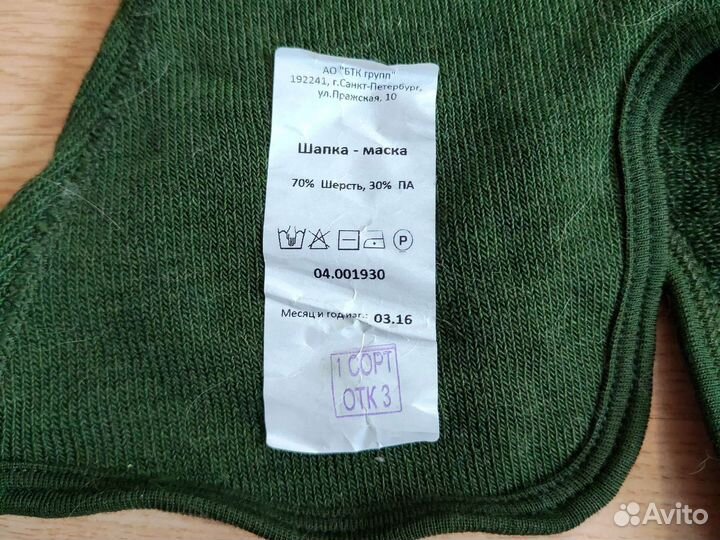 АО "БТК групп"
192241, г.Санкт-Петербург,
ул.Пражская, 10
Шапка - маска
70% Шерсть, 30% ПА
P
04.001930
Месяц и год изг.: 03.16
1 СОРТ
ОТК 3
Avito